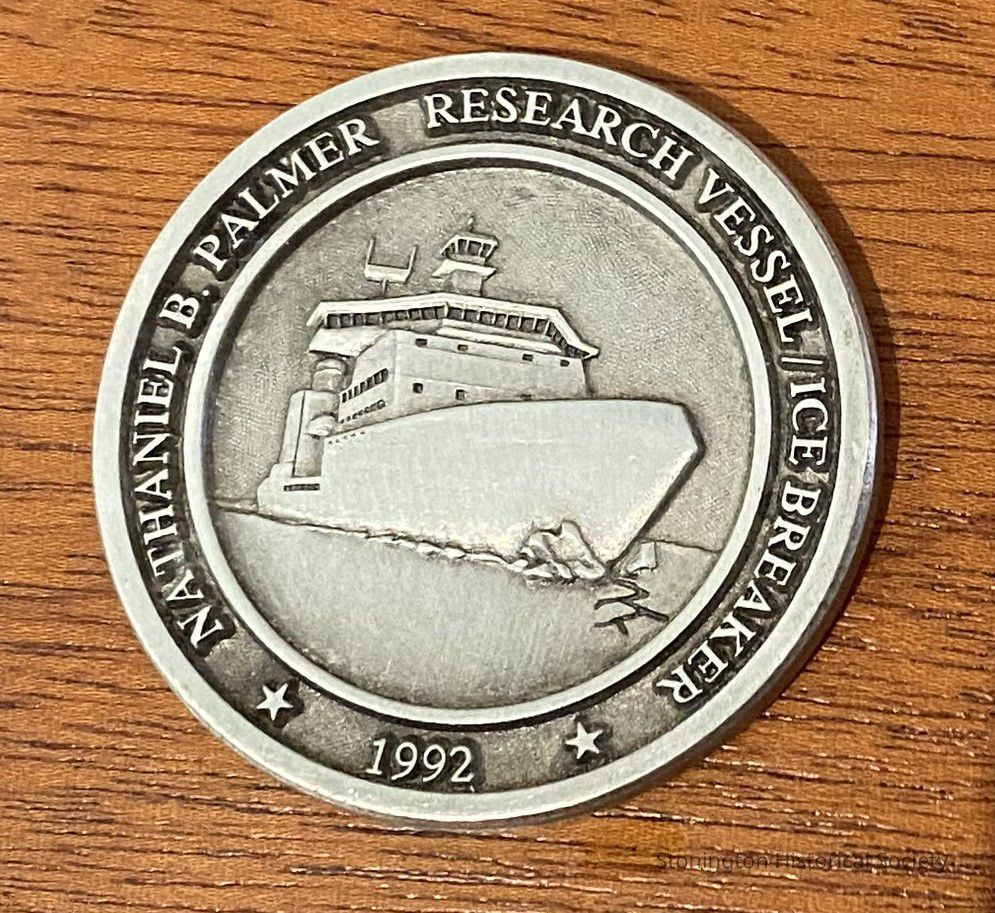 NATHANIEL B. PALMER RESEARCH VESSEL/ICE BREAKER
1992
Stonington Historical Society